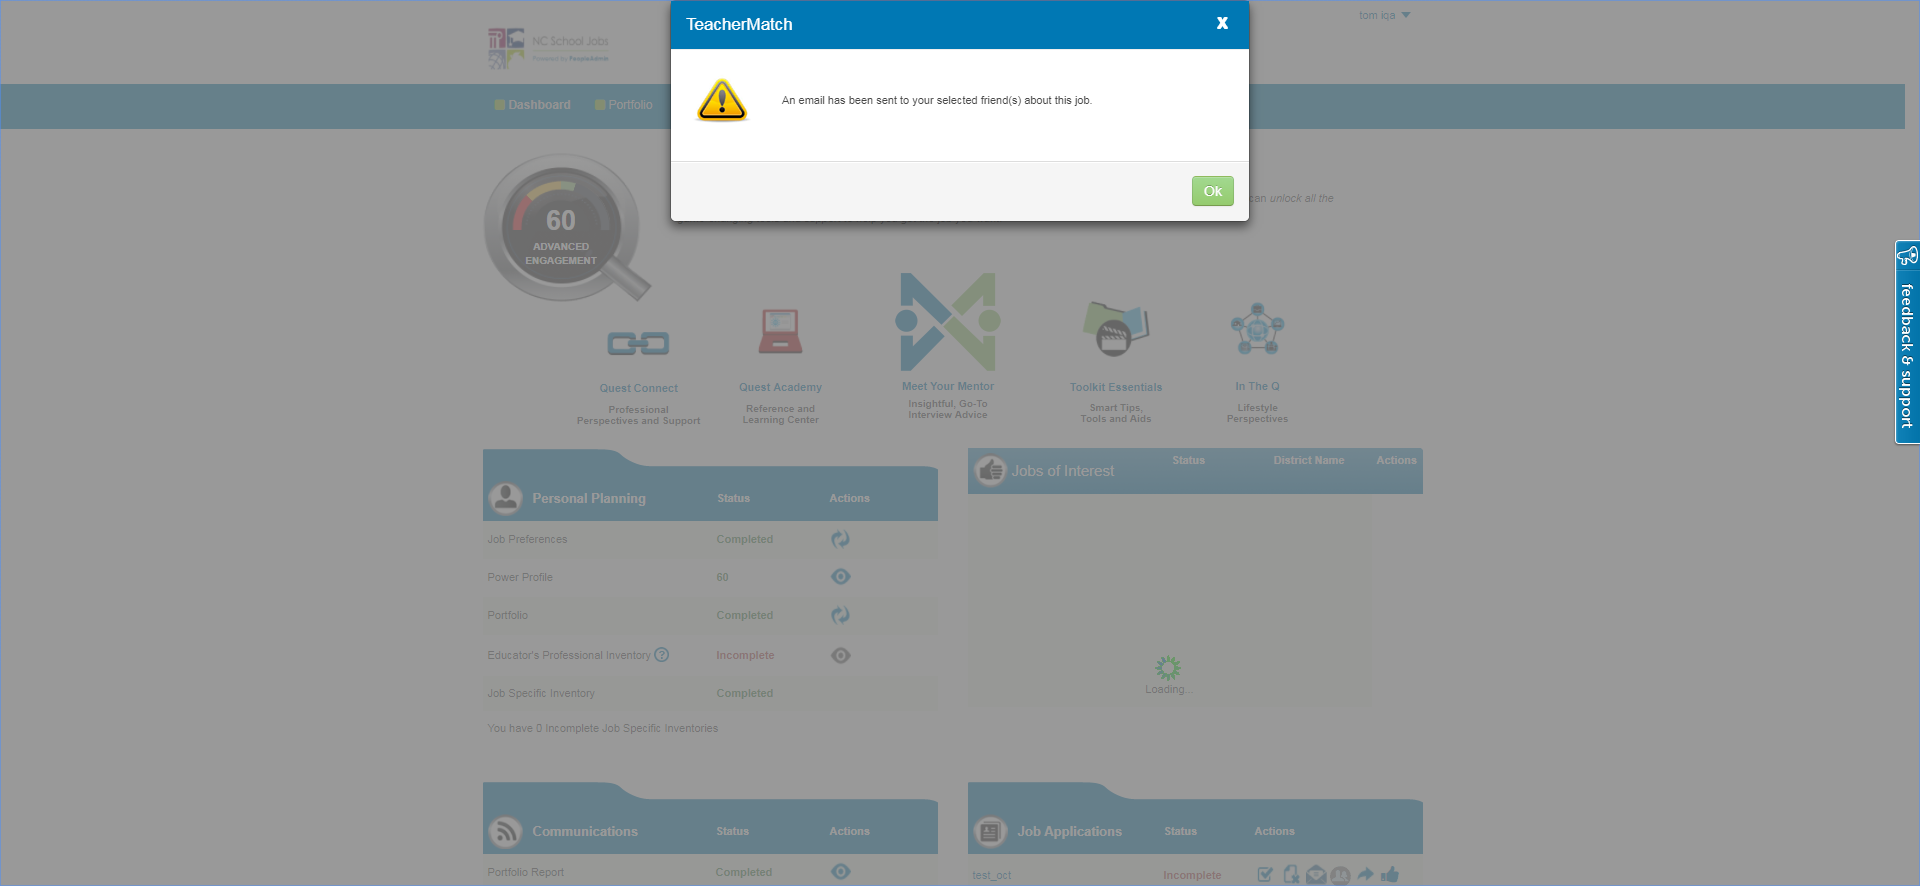 TeacherMatch
X
An email has been sent to your selected friend(s) about this job.
Ok
tom iqa
NC School Jobs
Powered by PeopleAdmin
Dashboard
Portfolio
can unlock all the
60
ADVANCED
ENGAGEMENT
Quest Connect
Professional
Perspectives and Support
Quest Academy
Reference and
Learning Center
Meet Your Mentor
Insightful, Go-To
Interview Advice
Toolkit Essentials
Smart Tips,
Tools and Aids
In The Q
Lifestyle
Perspectives
feedback & support
Personal Planning Status Actions
Job Preferences Completed
Power Profile 60
Portfolio Completed
Educator's Professional Inventory ? Incomplete
Job Specific Inventory Completed
You have 0 Incomplete Job Specific Inventories
Jobs of Interest Status District Name Actions
Loading...
Communications Status Actions
Portfolio Report Completed
Job Applications Status Actions
test_oct Incomplete